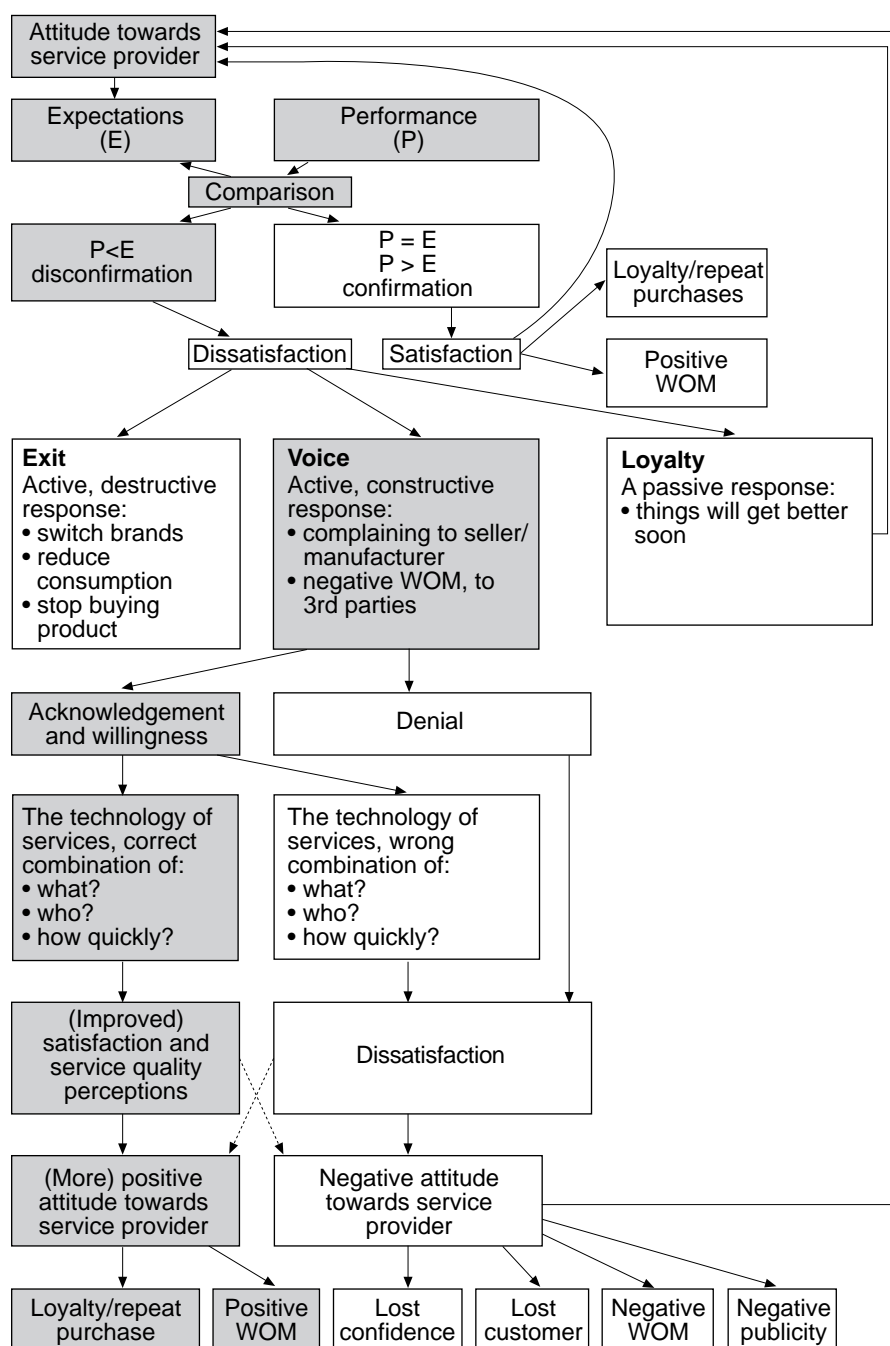 Attitude towards
service provider
Expectations
(E)
Performance
(P)
Comparison
P<E
disconfirmation
P = E
P > E
confirmation
Loyalty/repeat
purchases
Dissatisfaction
Satisfaction
Positive
WOM
Exit
Active, destructive
response:
• switch brands
• reduce
consumption
• stop buying
product
Voice
Active, constructive
response:
• complaining to seller/
manufacturer
• negative WOM, to
3rd parties
Loyalty
A passive response:
• things will get better
soon
Acknowledgement
and willingness
Denial
The technology of
services, correct
combination of:
• what?
• who?
• how quickly?
The technology of
services, wrong
combination of:
• what?
• who?
• how quickly?
(Improved)
satisfaction and
service quality
perceptions
Dissatisfaction
(More) positive
attitude towards
service provider
Negative attitude
towards service
provider
Loyalty/repeat
purchase
Positive
WOM
Lost
confidence
Lost
customer
Negative
WOM
Negative
publicity